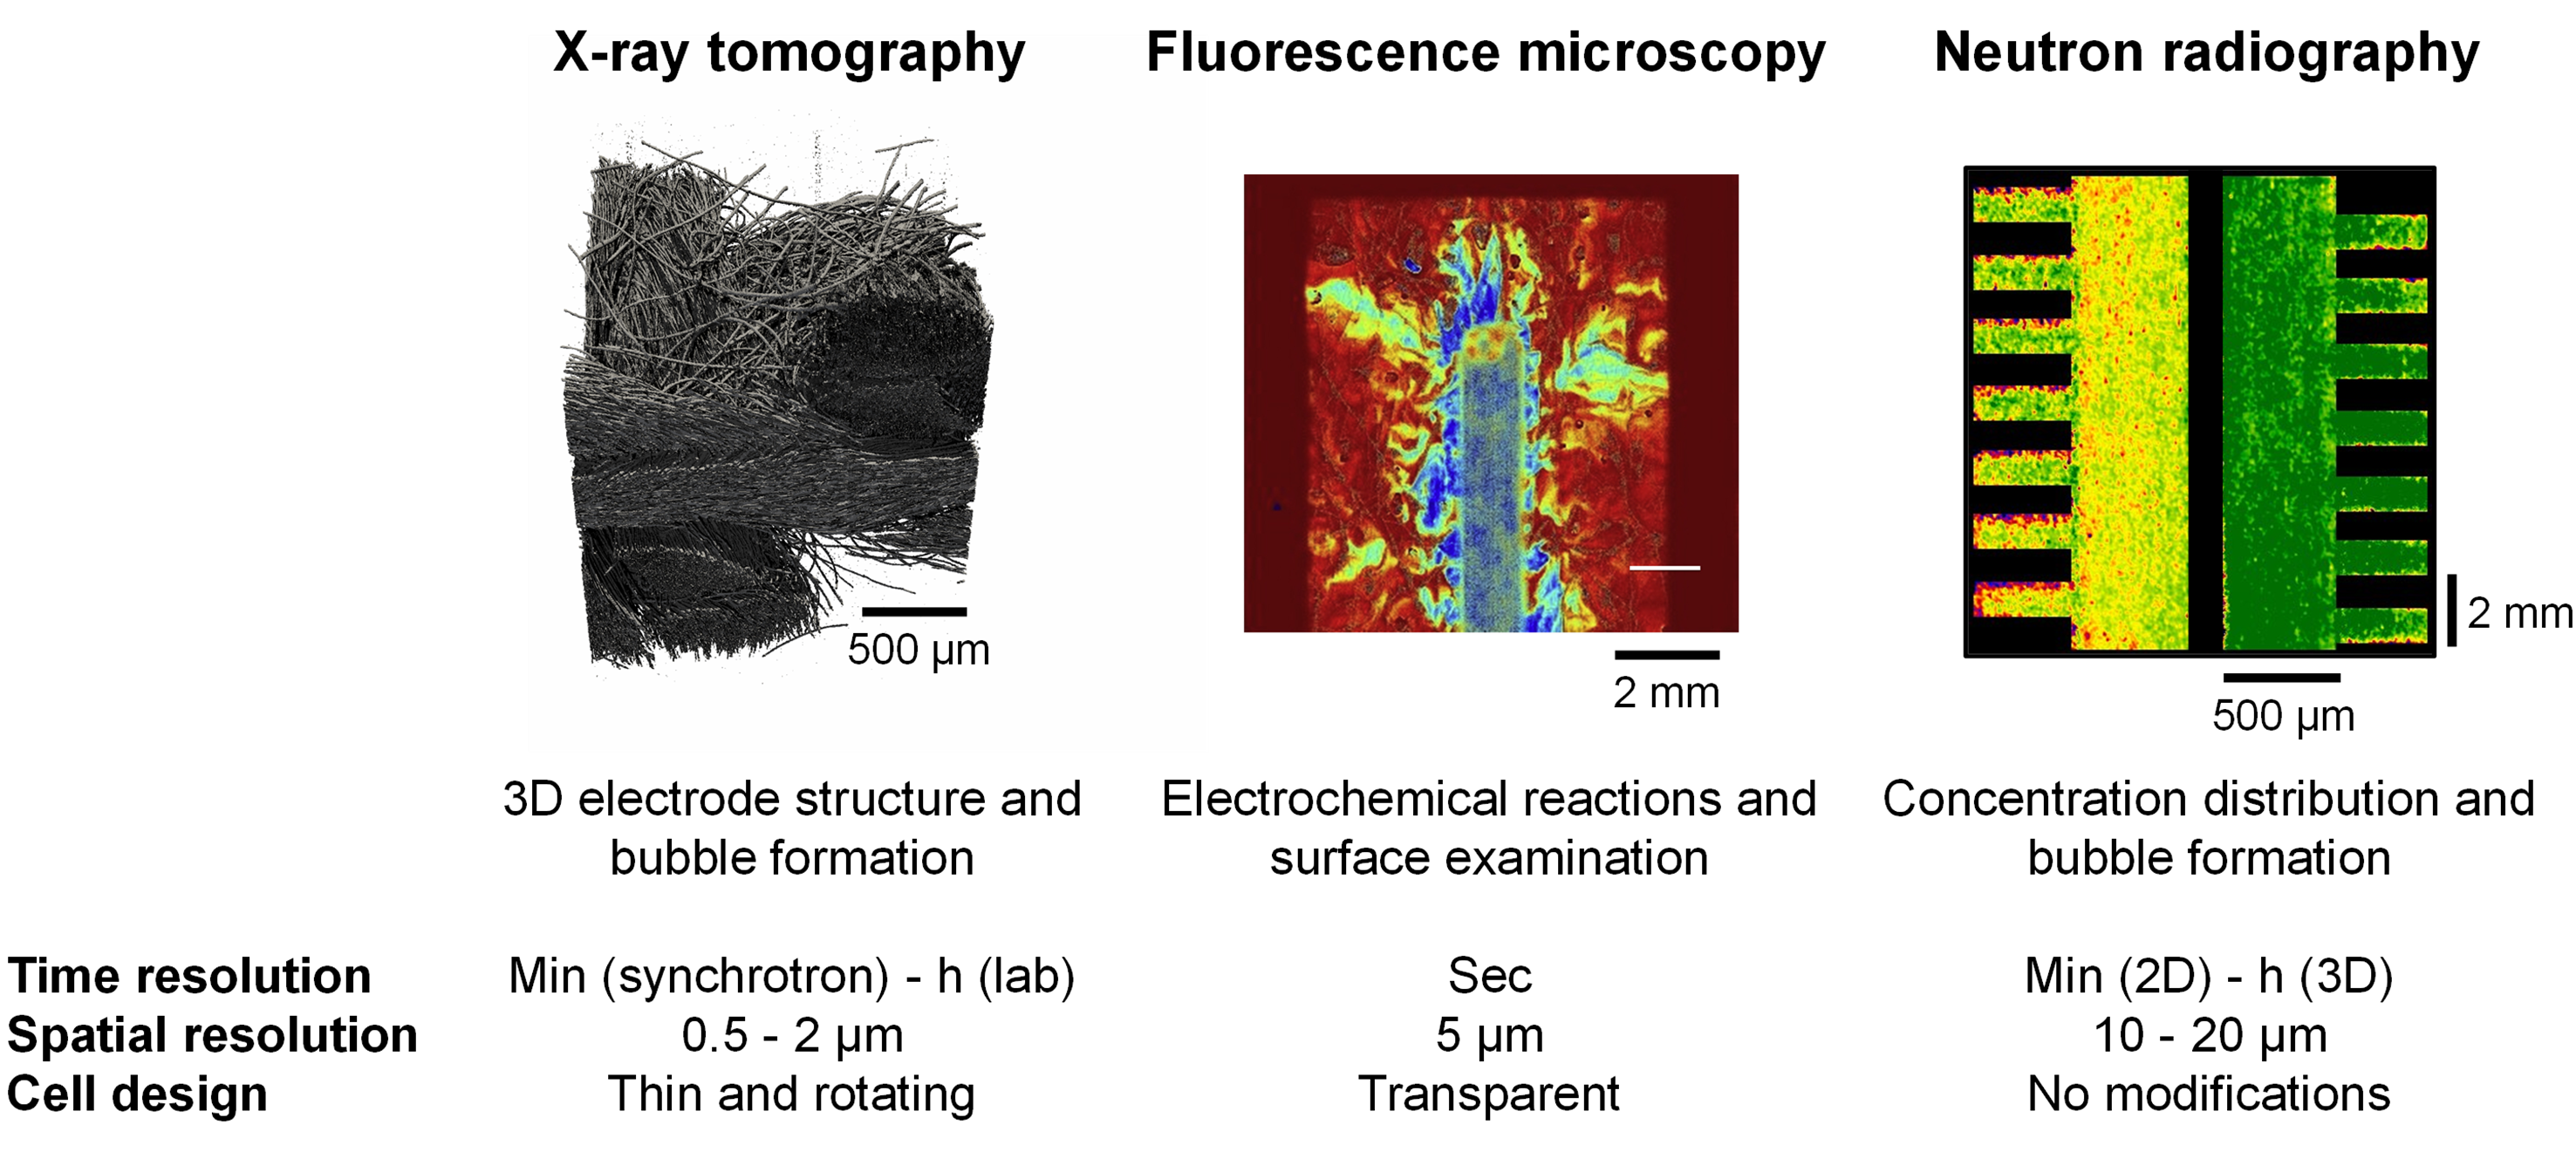 X-ray tomography
Fluorescence microscopy
Neutron radiography
500 µm
2 mm
2 mm
500 µm
3D electrode structure and
bubble formation
Electrochemical reactions and
surface examination
Concentration distribution and
bubble formation
Time resolution
Min (synchrotron) - h (lab)
Sec
Min (2D) - h (3D)
Spatial resolution
0.5 - 2 µm
5 µm
10 - 20 µm
Cell design
Thin and rotating
Transparent
No modifications